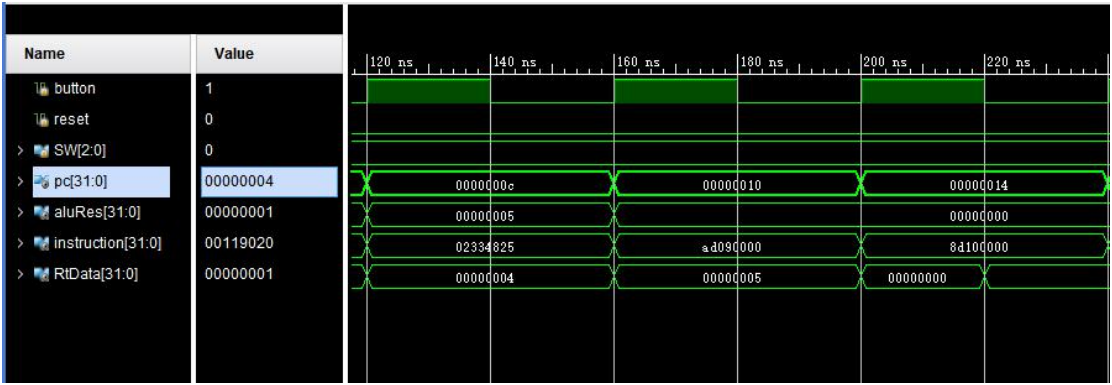 Name Value
120 ns 140 ns 160 ns 180 ns 200 ns 220 ns
button 1
reset 0
SW[2:0] 0
pc[31:0] 00000004 0000000c 00000010 00000014
aluRes[31:0] 00000001 00000005 00000000
instruction[31:0] 00119020 02334825 ad090000 8d100000
RtData[31:0] 00000001 00000004 00000005 00000000